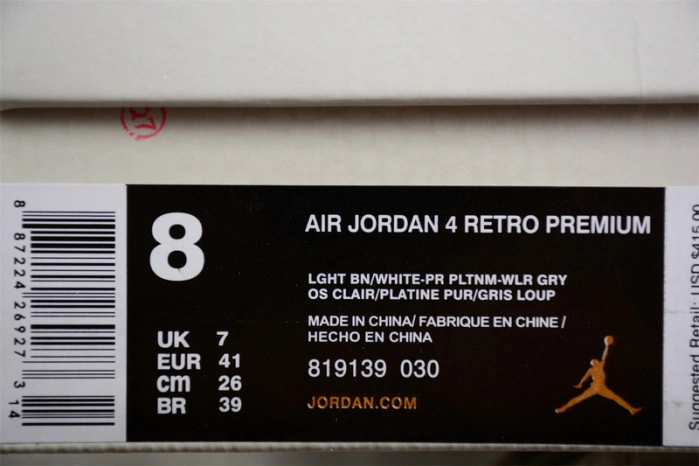 8
AIR JORDAN 4 RETRO PREMIUM
LGHT BN/WHITE-PR PLTNM-WLR GRY
OS CLAIR/PLATINE PUR/GRIS LOUP
MADE IN CHINA/ FABRIQUE EN CHINE /
HECHO EN CHINA
UK 7
EUR 41
cm 26
BR 39
819139 030
JORDAN.COM
8 87224 26927 3 14
Suggested Retail: USD $415.00